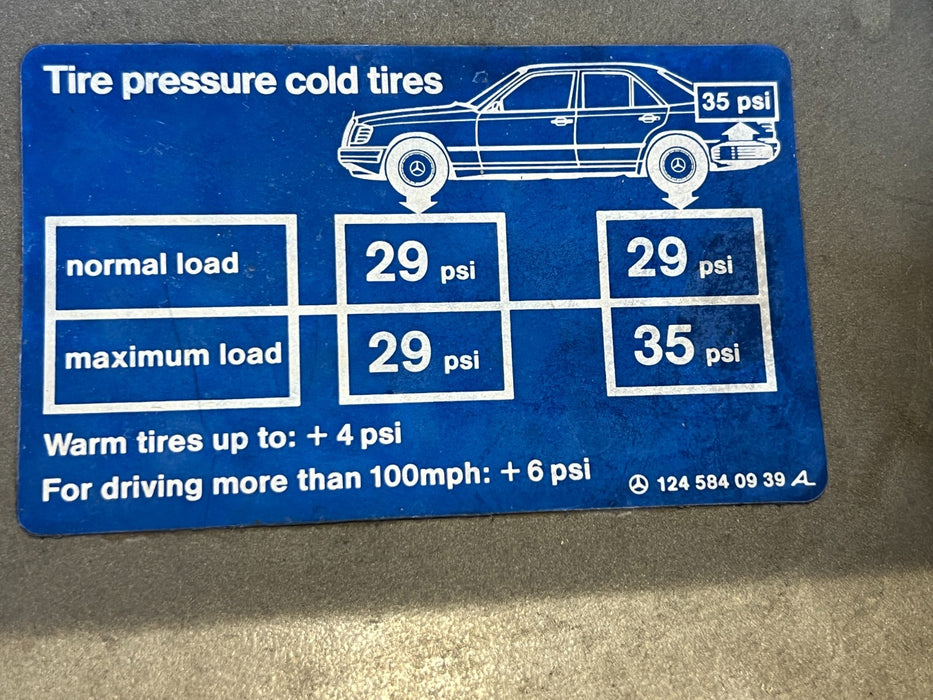 Tire pressure cold tires
35 psi
normal load 29 psi 29 psi
maximum load 29 psi 35 psi
Warm tires up to: + 4 psi
For driving more than 100mph: + 6 psi
124 584 09 39 A